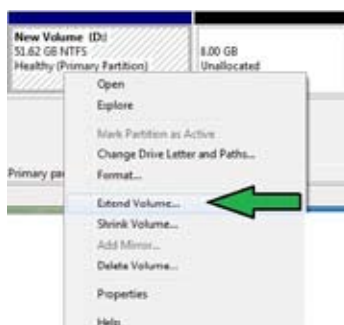 New Volume (D:)
51.62 GB NTFS
Healthy (Primary Partition)
8.00 GB
Unallocated
Open
Explore
Mark Partition as Active
Change Drive Letter and Paths...
Format...
Primary pa
Extend Volume...
Shrink Volume...
Add Mirror...
Delete Volume...
Properties
Help